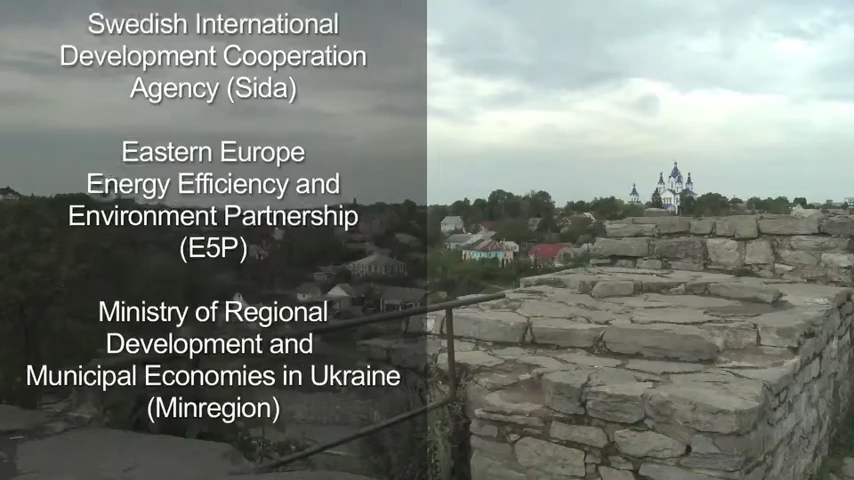 Swedish International
Development Cooperation
Agency (Sida)
Eastern Europe
Energy Efficiency and
Environment Partnership
(E5P)
Ministry of Regional
Development and
Municipal Economies in Ukraine
(Minregion)